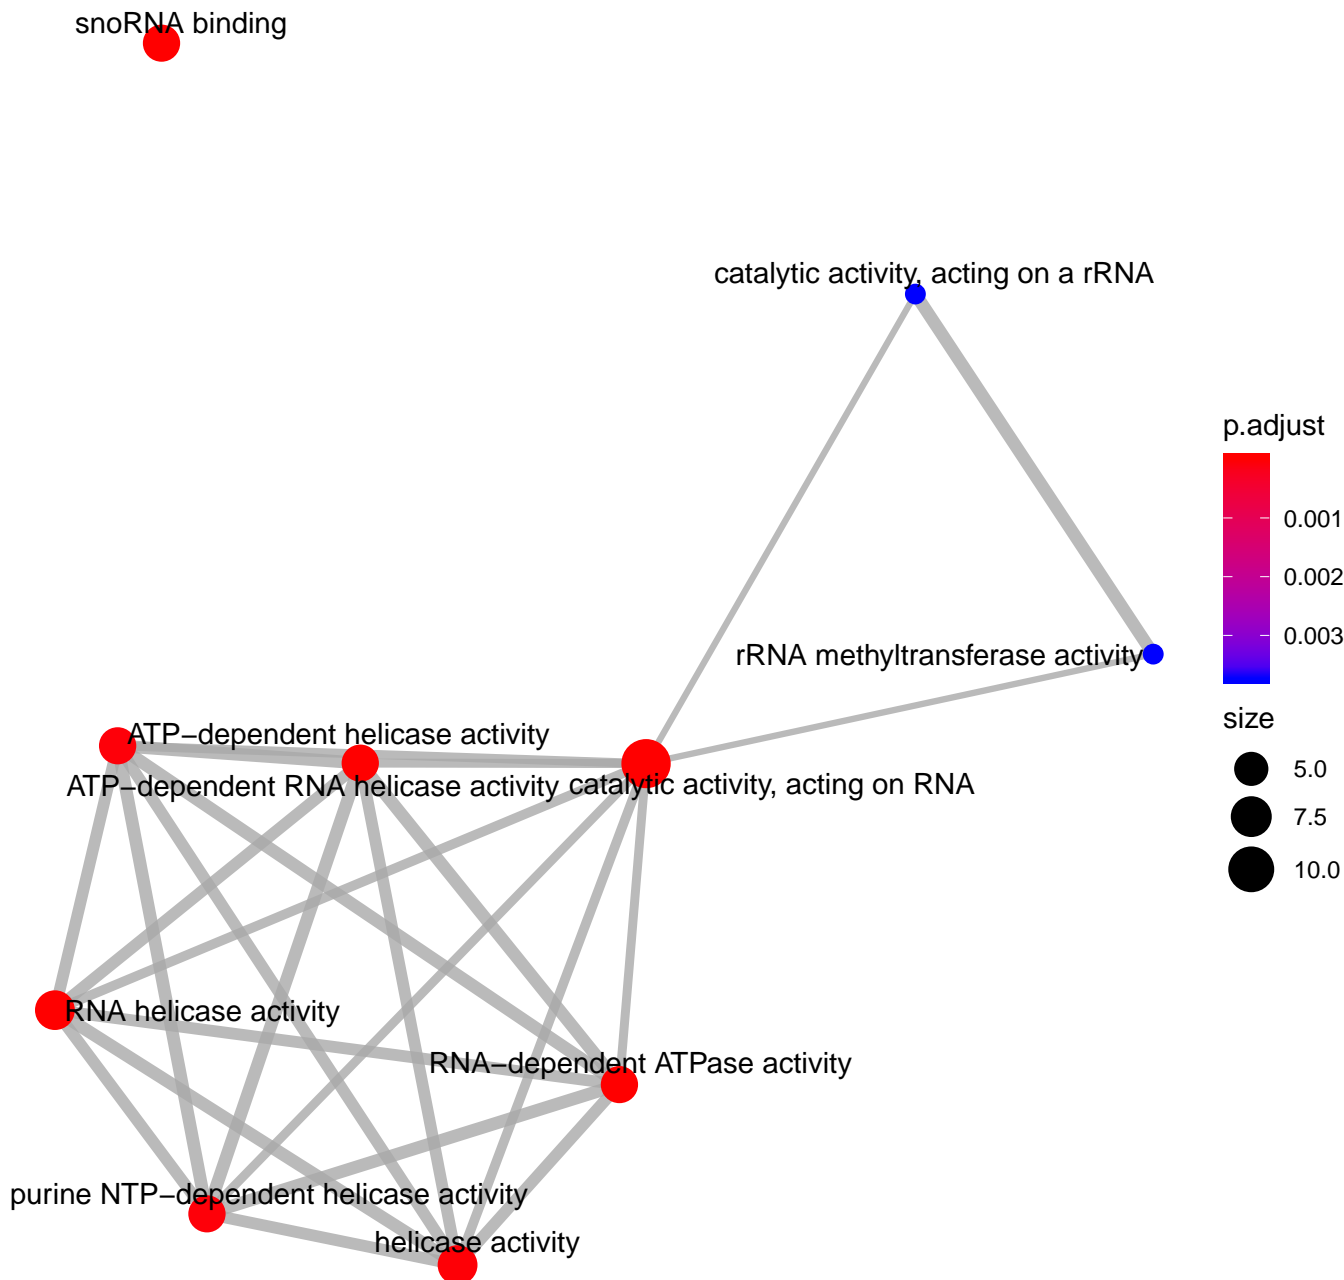 snoRNA binding
catalytic activity, acting on a rRNA
rRNA methyltransferase activity
ATP−dependent helicase activity
ATP−dependent RNA helicase activity
catalytic activity, acting on RNA
RNA helicase activity
RNA−dependent ATPase activity
purine NTP−dependent helicase activity
helicase activity
p.adjust
0.001
0.002
0.003
size
5.0
7.5
10.0